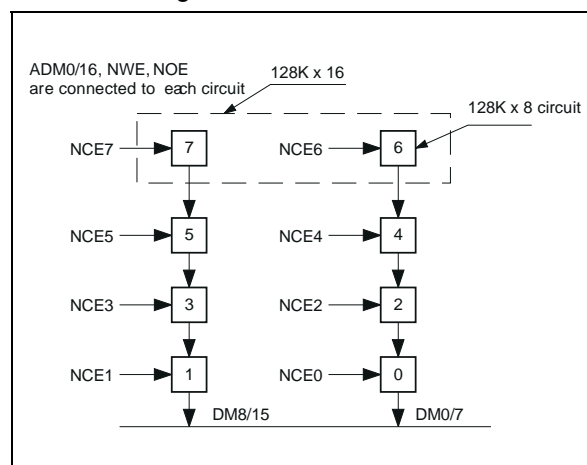 ADM0/16, NWE, NOE
are connected to each circuit
128K x 16
128K x 8 circuit
NCE7
7
NCE6
6
NCE5
5
NCE4
4
NCE3
3
NCE2
2
NCE1
1
NCE0
0
DM8/15
DM0/7